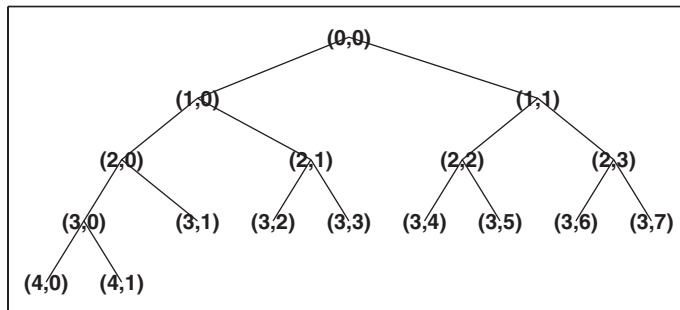 (0,0)
(1,0) (1,1)
(2,0) (2,1) (2,2) (2,3)
(3,0) (3,1) (3,2) (3,3) (3,4) (3,5) (3,6) (3,7)
(4,0) (4,1)